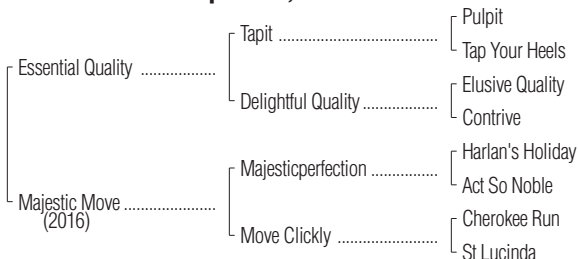 Pulpit
Tapit ........................................
Tap Your Heels
Essential Quality ...................
Elusive Quality
Delightful Quality ...................
Contrive
Harlan's Holiday
Majesticperfection .................
Act So Noble
Majestic Move .......................
(2016)
Cherokee Run
Move Clickly .........................
St Lucinda